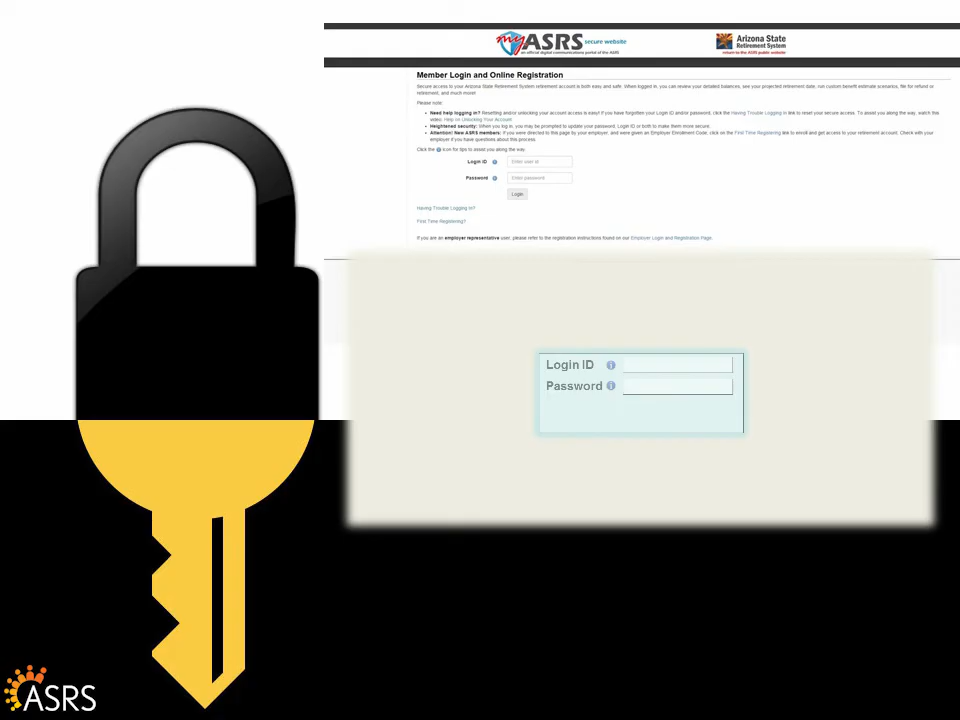 myASRS secure website
an official digital communications portal of the ASRS
Arizona State
Retirement System
return to the ASRS public website
Member Login and Online Registration
Secure access to your Arizona State Retirement System retirement account is both easy and safe. When logged in, you can review your detailed balances, see your projected retirement date, run custom benefit estimate scenarios, file for refund or
retirement, and much more!
Please note:
Need help logging in? Resetting and/or unlocking your account access is easy! If you have forgotten your Login ID and/or password, click the Having Trouble Logging In link to reset your secure access. To assist you along the way, watch this
video: Help on Unlocking Your Account
Heightened security: When you log in, you may be prompted to update your password, Login ID or both to make them more secure.
Attention! New ASRS members: If you were directed to this page by your employer, and were given an Employer Enrollment Code, click on the First Time Registering link to enroll and get access to your retirement account. Check with your
employer if you have questions about this process.
Click the icon for tips to assist you along the way.
Login ID Enter user id
Password Enter password
Login
Having Trouble Logging In?
First Time Registering?
If you are an employer representative user, please refer to the registration instructions found on our Employer Login and Registration Page.
Login ID
Password
ASRS